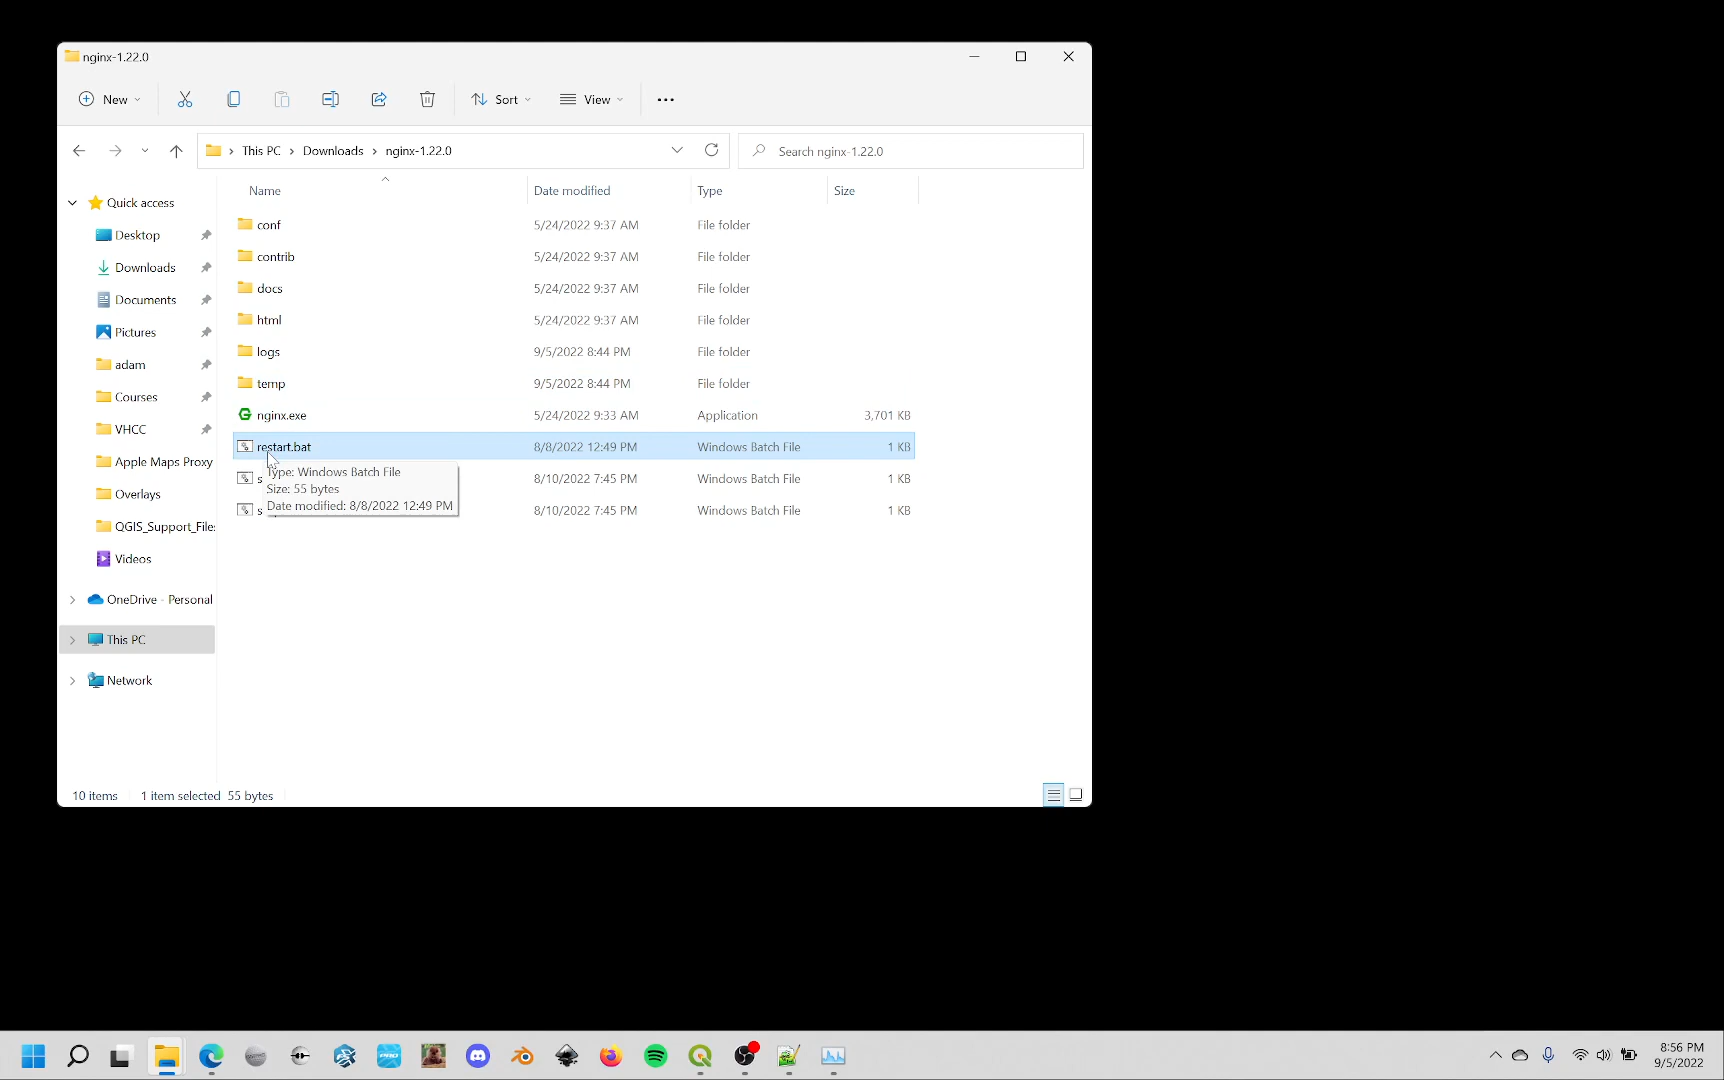 nginx-1.22.0
New
Sort
View
This PC > Downloads > nginx-1.22.0
Search nginx-1.22.0
Name Date modified Type Size
Quick access
Desktop
Downloads
Documents
Pictures
adam
Courses
VHCC
Apple Maps Proxy
Overlays
QGIS_Support_File
Videos
OneDrive - Personal
This PC
Network
conf 5/24/2022 9:37 AM File folder
contrib 5/24/2022 9:37 AM File folder
docs 5/24/2022 9:37 AM File folder
html 5/24/2022 9:37 AM File folder
logs 9/5/2022 8:44 PM File folder
temp 9/5/2022 8:44 PM File folder
nginx.exe 5/24/2022 9:33 AM Application 3,701 KB
restart.bat 8/8/2022 12:49 PM Windows Batch File 1 KB
8/10/2022 7:45 PM Windows Batch File 1 KB
8/10/2022 7:45 PM Windows Batch File 1 KB
Type: Windows Batch File
Size: 55 bytes
Date modified: 8/8/2022 12:49 PM
10 items 1 item selected 55 bytes
PRO
8:56 PM
9/5/2022